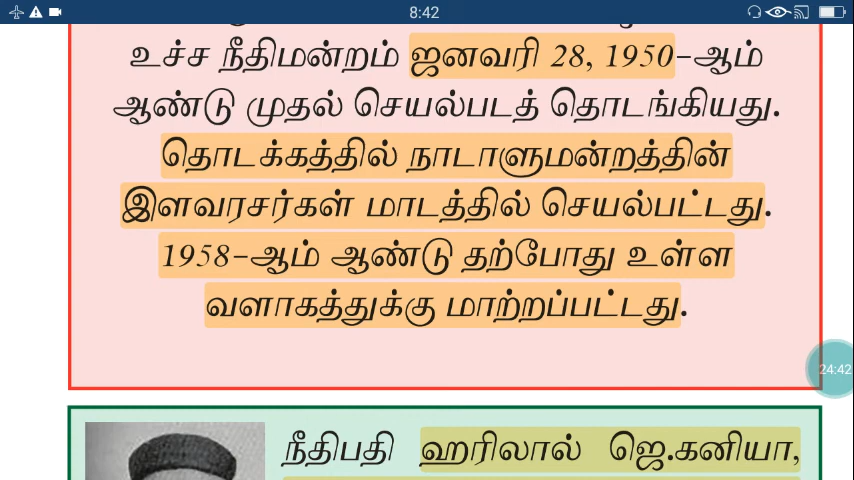 8:42
உச்ச நீதிமன்றம் ஜனவரி 28, 1950-ஆம்
ஆண்டு முதல் செயல்படத் தொடங்கியது.
தொடக்கத்தில் நாடாளுமன்றத்தின்
இளவரசர்கள் மாடத்தில் செயல்பட்டது.
1958-ஆம் ஆண்டு தற்போது உள்ள
வளாகத்துக்கு மாற்றப்பட்டது.
24:42
நீதிபதி ஹரிலால் ஜெ.கனியா,